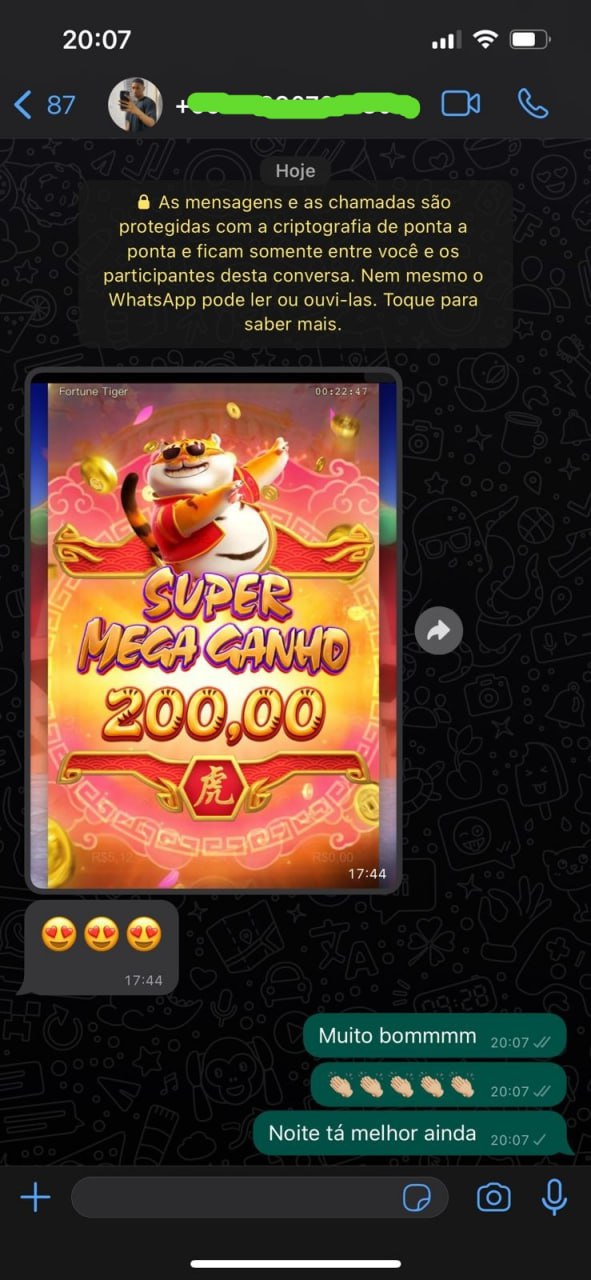 20:07
87
Hoje
As mensagens e as chamadas são
protegidas com a criptografia de ponta a
ponta e ficam somente entre você e os
participantes desta conversa. Nem mesmo o
WhatsApp pode ler ou ouvi-las. Toque para
saber mais.
Fortune Tiger 00:22:47
SUPER
MEGA GANHO
200,00
虎
R$5,12 R$0,00
17:44
17:44
Muito bommmm 20:07
20:07
Noite tá melhor ainda 20:07